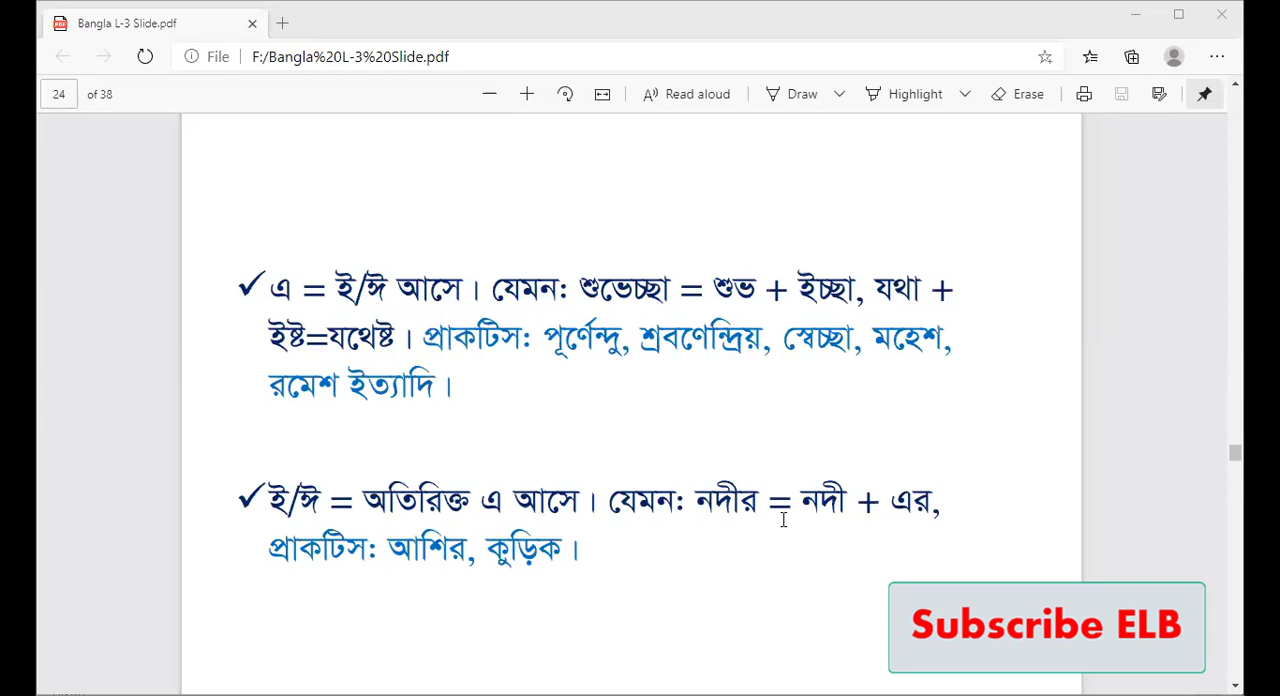 Bangla L-3 Slide.pdf
File F:/Bangla%20L-3%20Slide.pdf
24 of 38 Read aloud Draw Highlight Erase
✓এ = ই/ঈ আসে। যেমন: শুভেচ্ছা = শুভ + ইচ্ছা, যথা +
ইষ্ট=যথেষ্ট। প্রাকটিস: পূর্ণেন্দু, শ্রবণেন্দ্রিয়, স্বেচ্ছা, মহেশ,
রমেশ ইত্যাদি।
✓ই/ঈ = অতিরিক্ত এ আসে। যেমন: নদীর = নদী + এর,
প্রাকটিস: আশির, কুড়িক।
Subscribe ELB